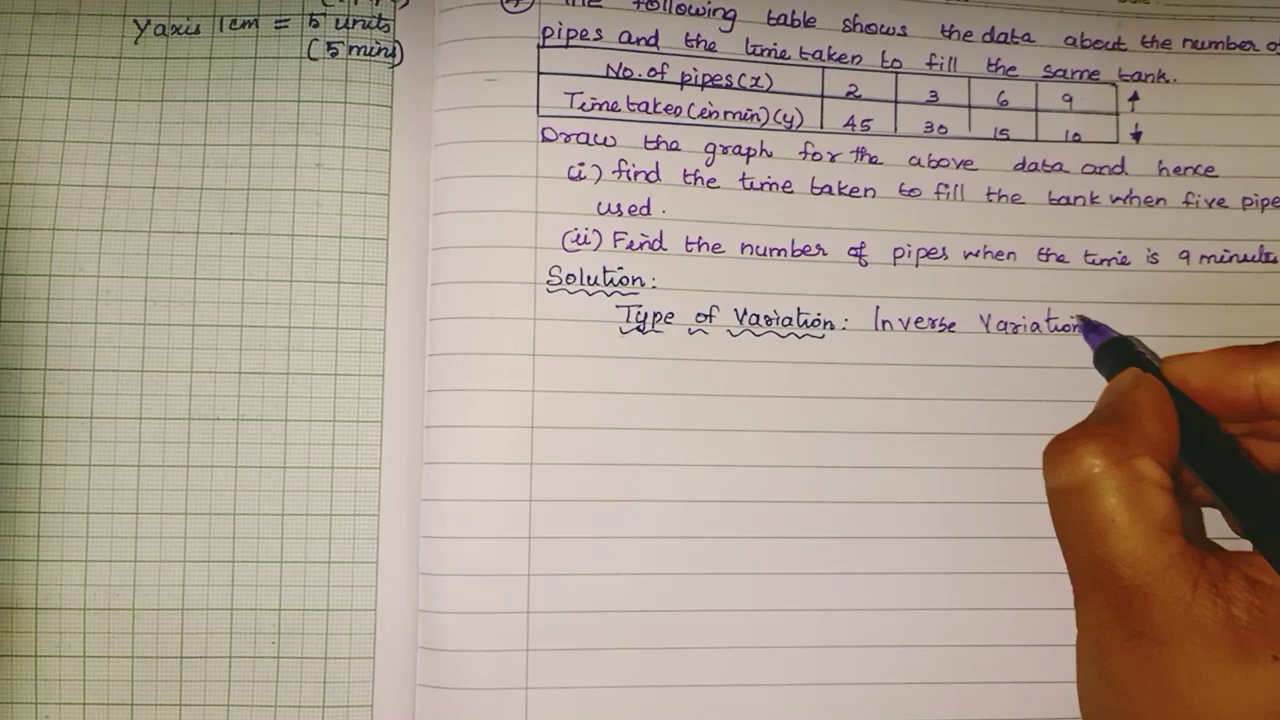 Yaxis 1cm = 5 units
(5 mins)
following table shows the data about the number of
pipes and the time taken to fill the same tank.
No. of pipes (x) 2 3 6 9 ↑
Time taken (in min) (y) 45 30 15 10 ↓
Draw the graph for the above data and hence
(i) find the time taken to fill the tank when five pipe
used.
(ii) Find the number of pipes when the time is 9 minutes
Solution:
Type of Variation: Inverse Variation